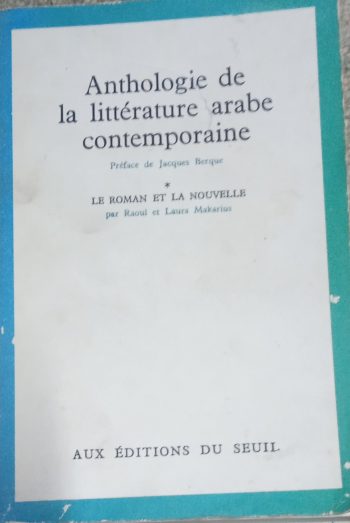 Anthologie de
la littérature arabe
contemporaine
Préface de Jacques Berque
*
LE ROMAN ET LA NOUVELLE
par Raoul et Laura Makarius
AUX ÉDITIONS DU SEUIL